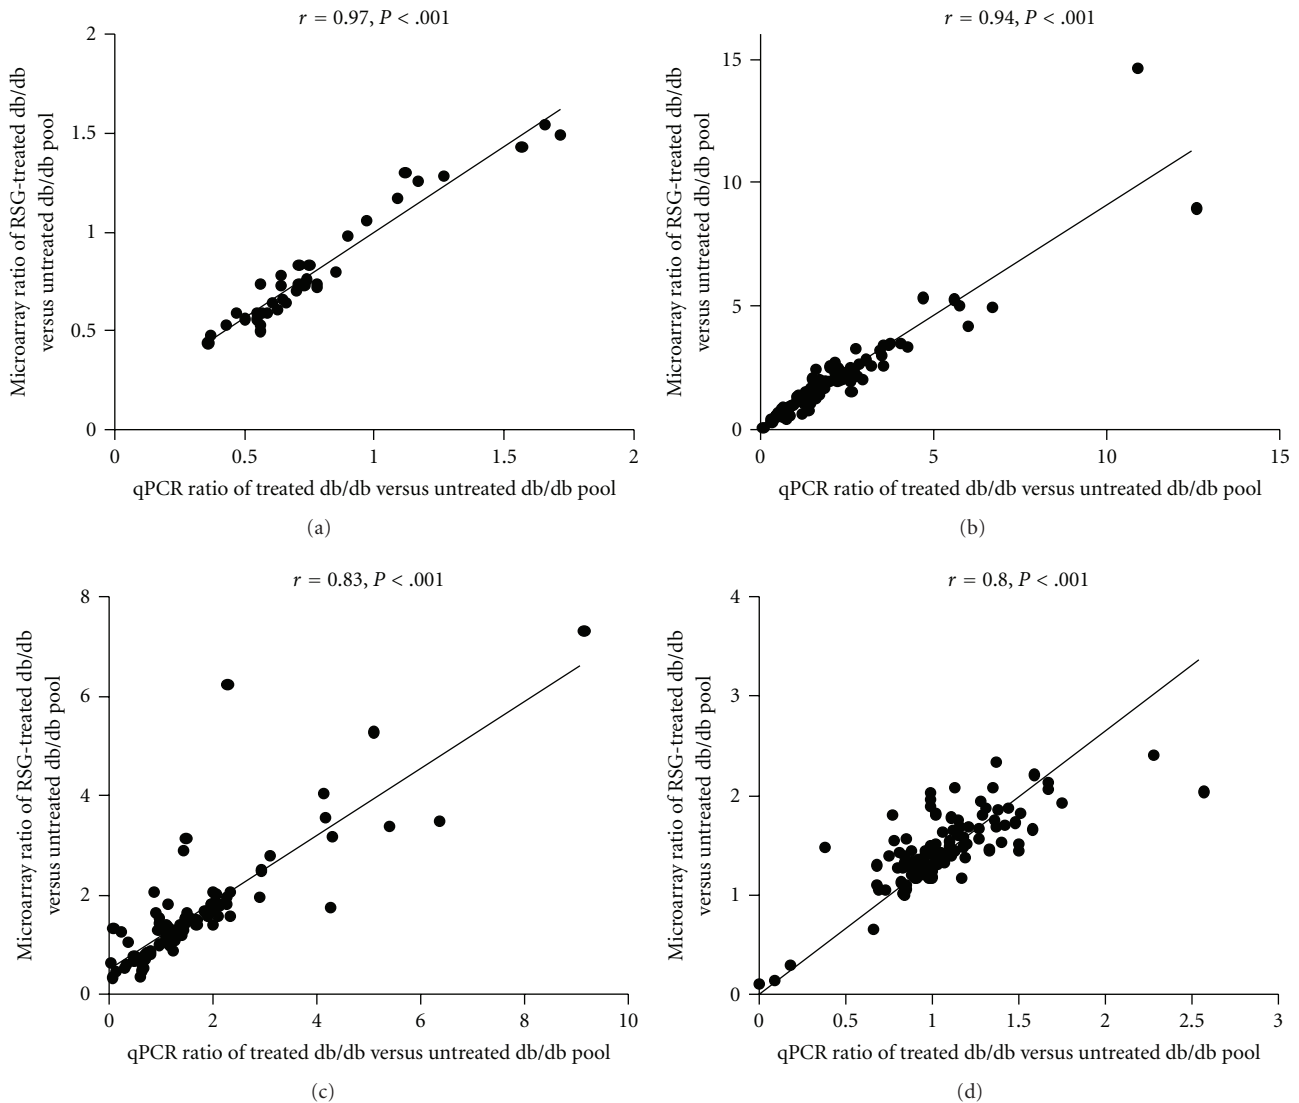 r = 0.97, P < .001
Microarray ratio of RSG-treated db/db
versus untreated db/db pool
2
1.5
1
0.5
0
0
0.5
1
1.5
2
qPCR ratio of treated db/db versus untreated db/db pool
(a)
r = 0.94, P < .001
Microarray ratio of RSG-treated db/db
versus untreated db/db pool
15
10
5
0
0
5
10
15
qPCR ratio of treated db/db versus untreated db/db pool
(b)
r = 0.83, P < .001
Microarray ratio of RSG-treated db/db
versus untreated db/db pool
8
6
4
2
0
0
2
4
6
8
10
qPCR ratio of treated db/db versus untreated db/db pool
(c)
r = 0.8, P < .001
Microarray ratio of RSG-treated db/db
versus untreated db/db pool
4
3
2
1
0
0
0.5
1
1.5
2
2.5
3
qPCR ratio of treated db/db versus untreated db/db pool
(d)